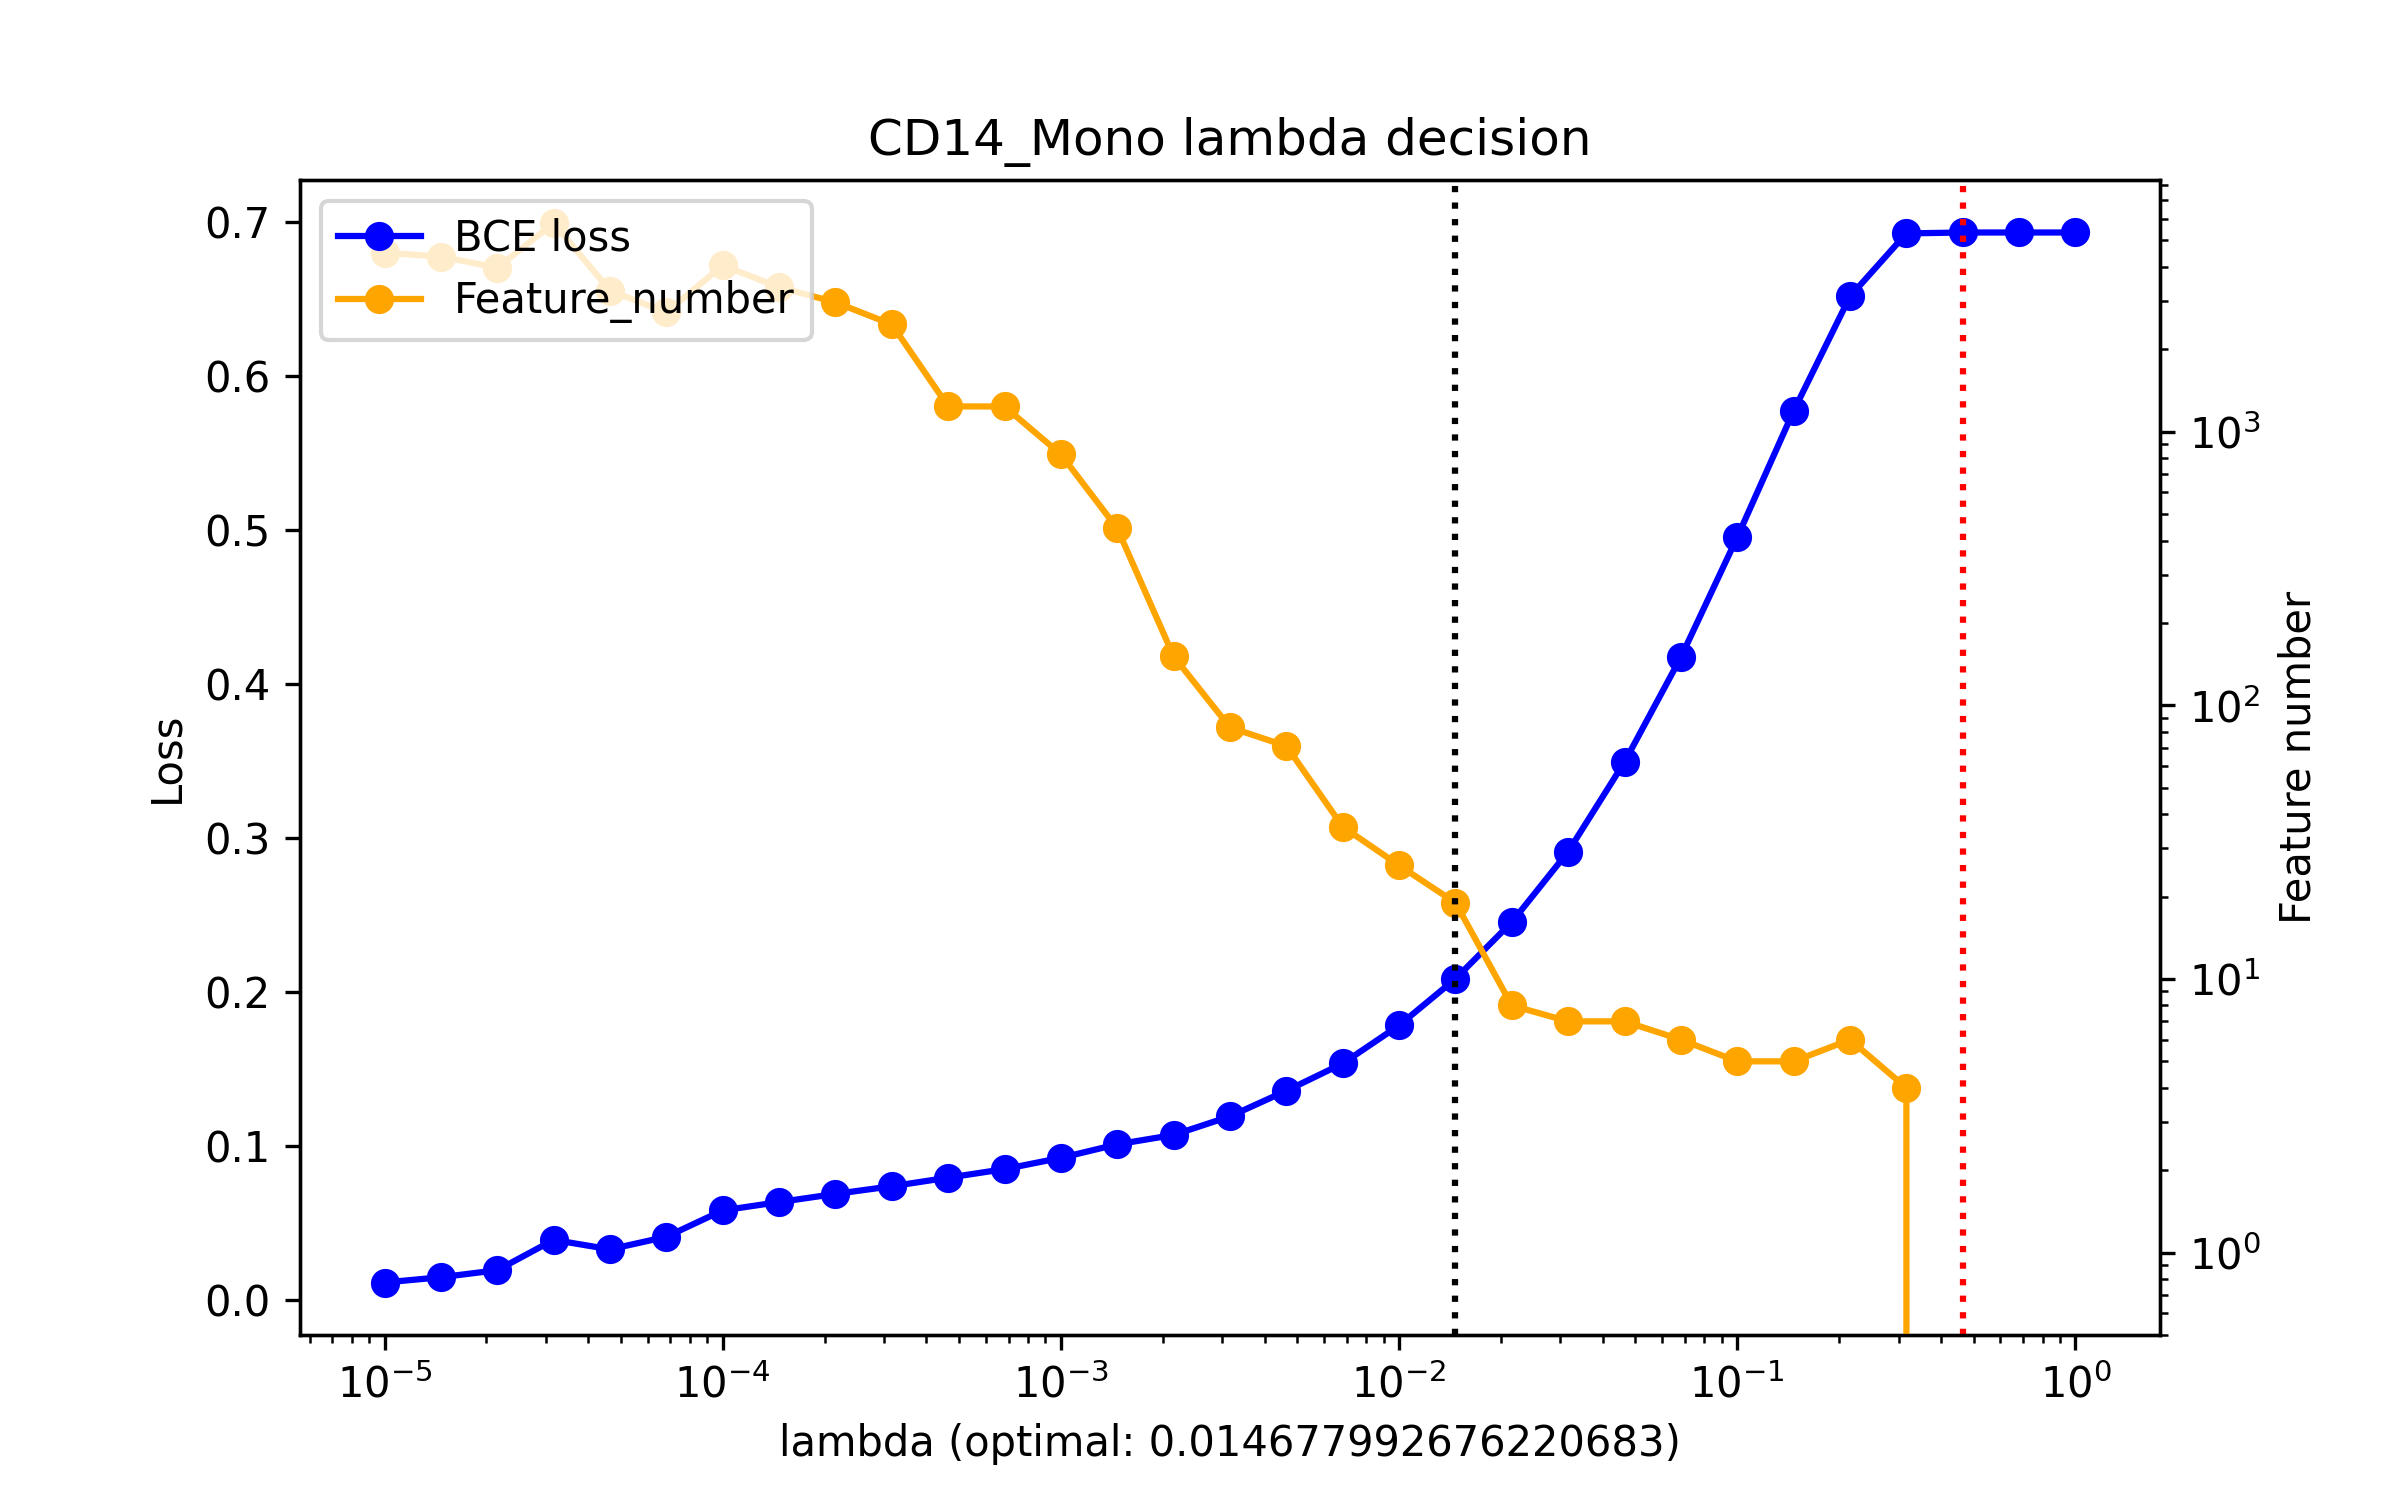 CD14_Mono lambda decision
BCE loss
Feature_number
0.7
0.6
0.5
0.4
0.3
0.2
0.1
0.0
Loss
10³
10²
10¹
10⁰
Feature number
10⁻⁵ 10⁻⁴ 10⁻³ 10⁻² 10⁻¹ 10⁰
lambda (optimal: 0.014677992676220683)